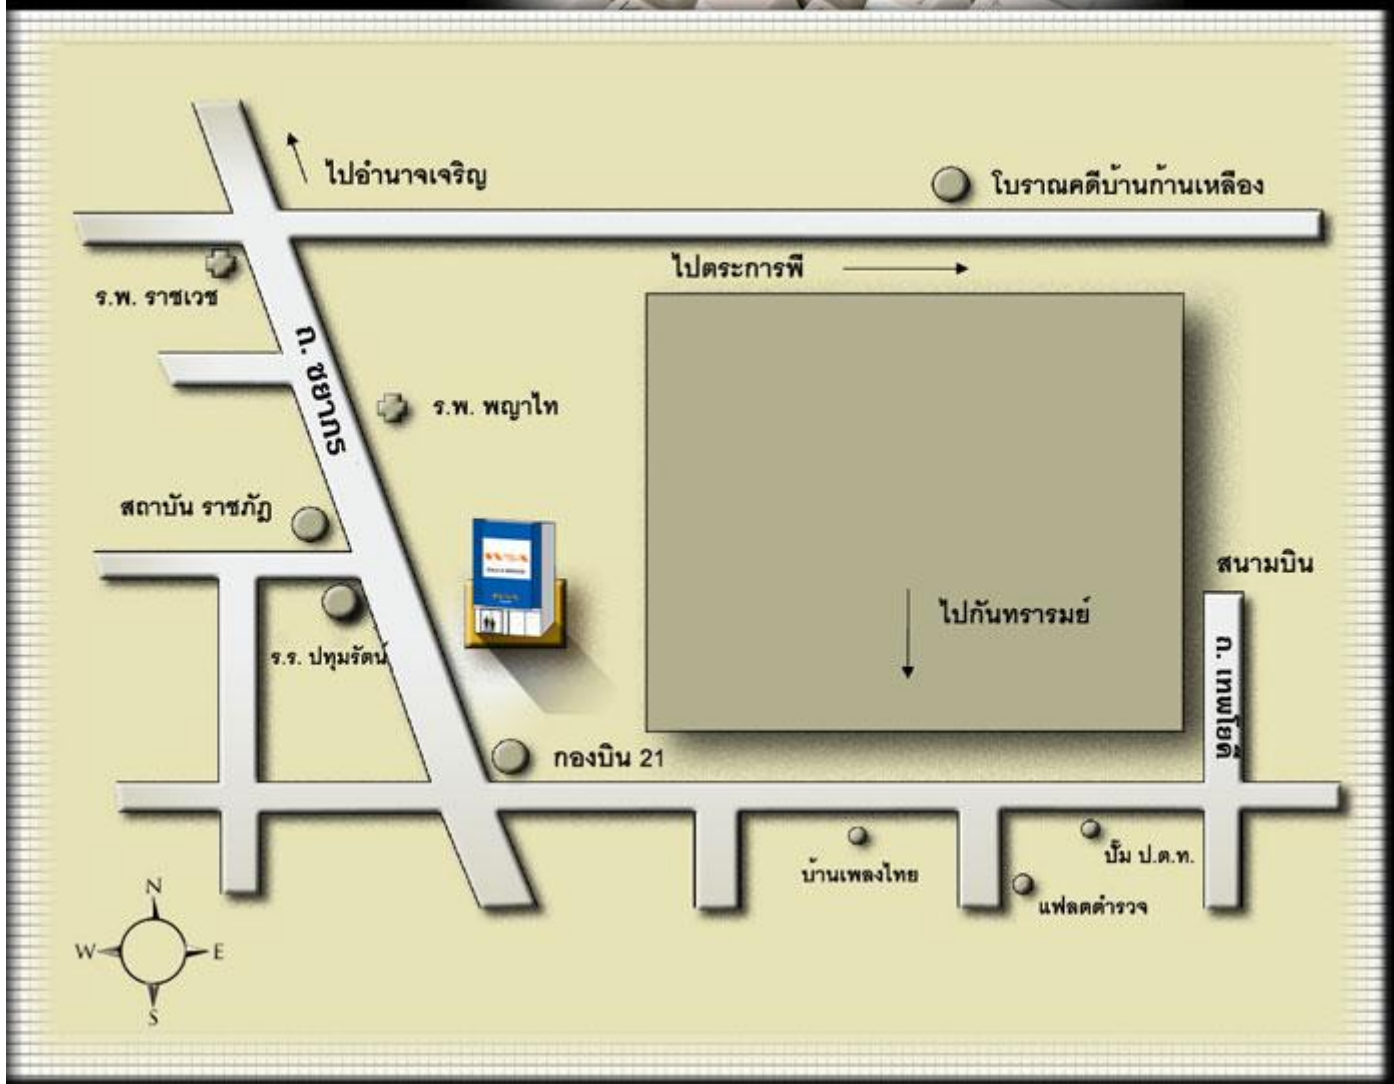 ไปอำนาจเจริญ
โบราณคดีบ้านก้านเหลือง
ไปตระการพื
ร.พ. ราชเวช
ถ. ชยางกร
ร.พ. พญาไท
สถาบัน ราชภัฎ
สนามบิน
ไปกันทรารมย์
ร.ร. ปทุมรัตน์
ถ. เทพโยธี
กองบิน 21
ปั๊ม ป.ต.ท.
บ้านเพลงไทย
แฟลตตำรวจ
N
W E
S